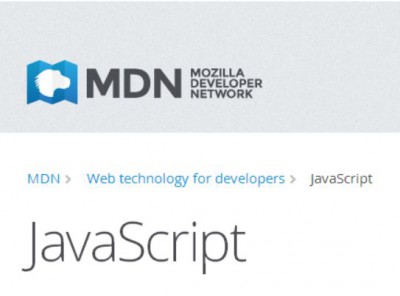 MDN MOZILLA
DEVELOPER
NETWORK
MDN > Web technology for developers > JavaScript
JavaScript